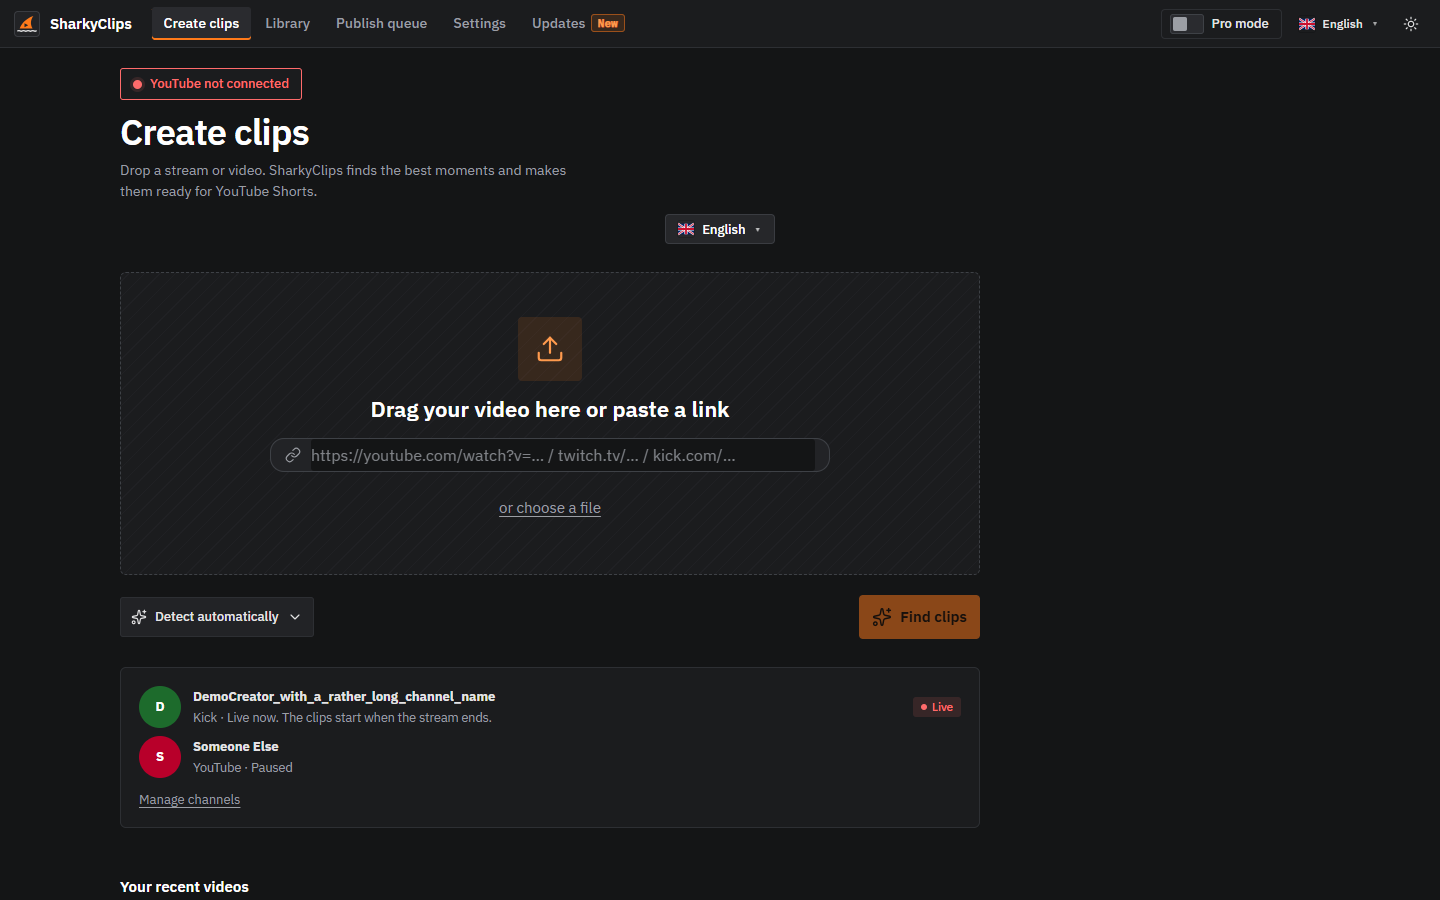 SharkyClips
Create clips
Library
Publish queue
Settings
Updates New
Pro mode
English
YouTube not connected
Create clips
Drop a stream or video. SharkyClips finds the best moments and makes
them ready for YouTube Shorts.
English
Drag your video here or paste a link
https://youtube.com/watch?v=... / twitch.tv/... / kick.com/...
or choose a file
Detect automatically
Find clips
D
DemoCreator_with_a_rather_long_channel_name
Kick · Live now. The clips start when the stream ends.
Live
S
Someone Else
YouTube · Paused
Manage channels
Your recent videos